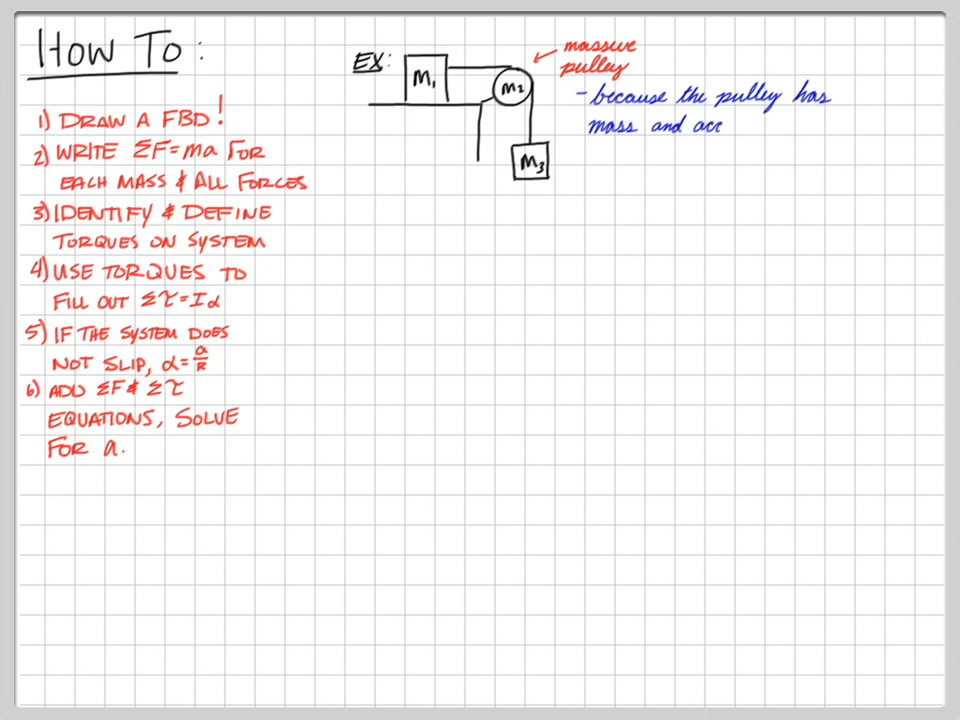 How To:
1) DRAW A FBD!
2) WRITE ΣF=ma FOR
EACH MASS & ALL FORCES
3) IDENTIFY & DEFINE
TORQUES ON SYSTEM
4) USE TORQUES TO
FILL OUT Στ=Iα
5) IF THE SYSTEM DOES
NOT SLIP, α=a/R
6) ADD ΣF & Στ
EQUATIONS, SOLVE
FOR a.
EX:
M1
M2
M3
massive
pulley
- because the pulley has
mass and acc